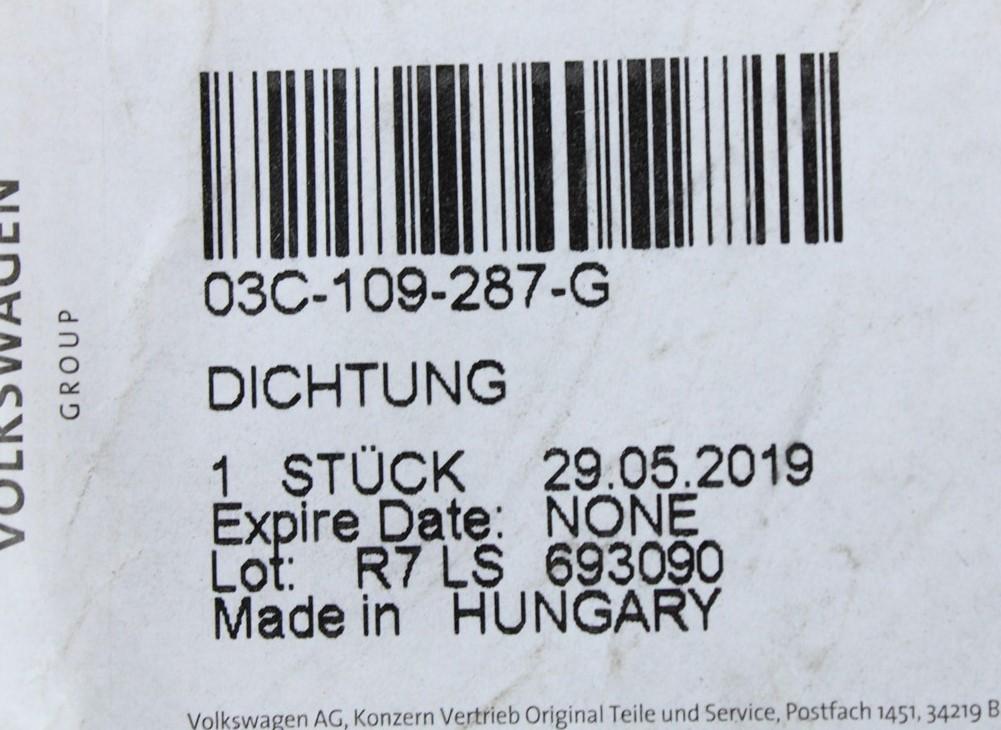 VOLKSWAGEN
GROUP
03C-109-287-G
DICHTUNG
1 STÜCK 29.05.2019
Expire Date: NONE
Lot: R7 LS 693090
Made in HUNGARY
Volkswagen AG, Konzern Vertrieb Original Teile und Service, Postfach 1451, 34219 B